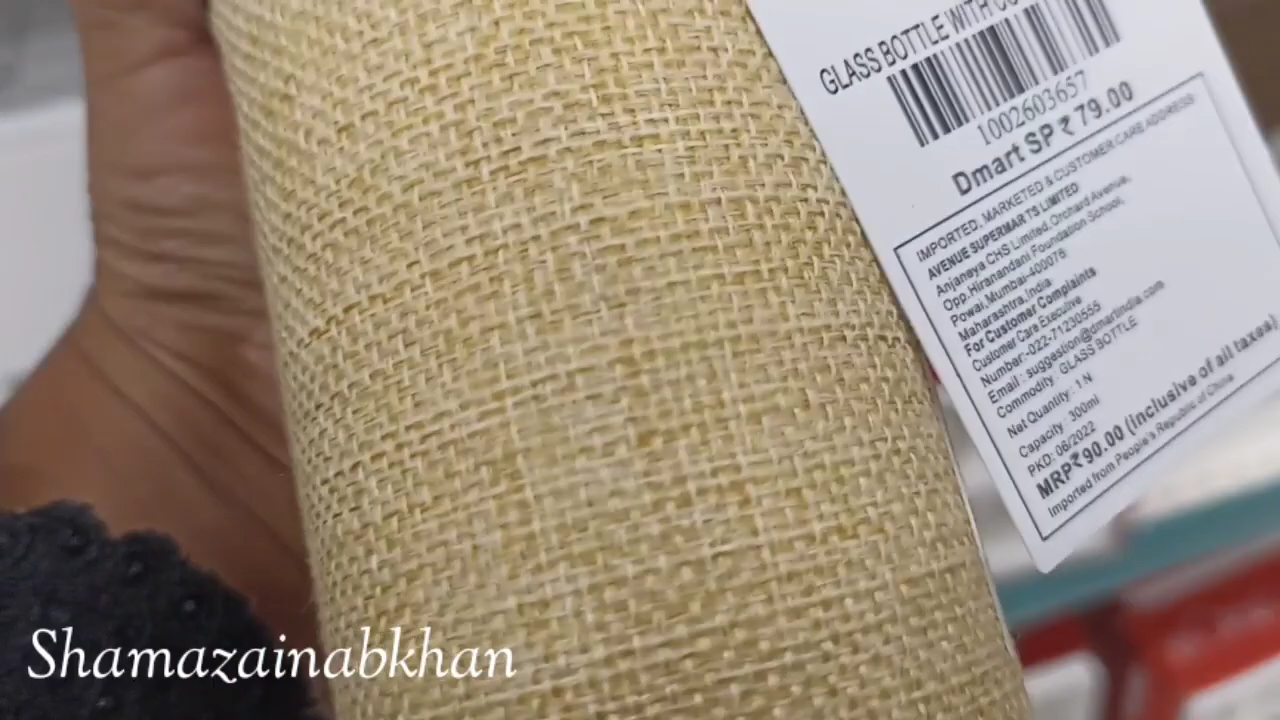 GLASS BOTTLE WITH
1002603657
Dmart SP ₹ 79.00
IMPORTED, MARKETED & CUSTOMER CARE ADDRESS:
AVENUE SUPERMARTS LIMITED
Anjaneya CHS Limited, Orchard Avenue,
Opp. Hiranandani Foundation School,
Powai, Mumbai-400076
Maharashtra, India
For Customer Complaints
Customer Care Executive
Number:-022-71230555
Email : suggestion@dmartindia.com
Commodity : GLASS BOTTLE
Net Quantity : 1 N
Capacity : 300ml
PKD: 06/2022
MRP₹90.00 (Inclusive of all taxes)
Imported from People's Republic of China
Shamazainabkhan